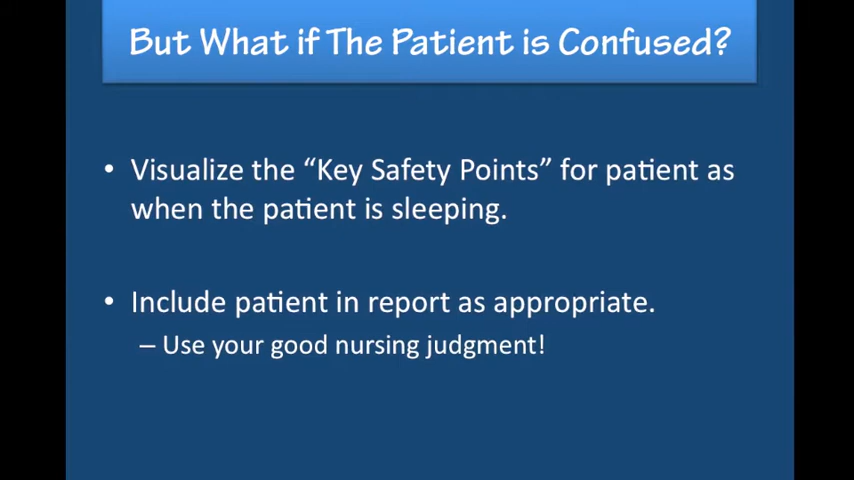 But What if The Patient is Confused?
• Visualize the “Key Safety Points” for patient as
when the patient is sleeping.
• Include patient in report as appropriate.
– Use your good nursing judgment!